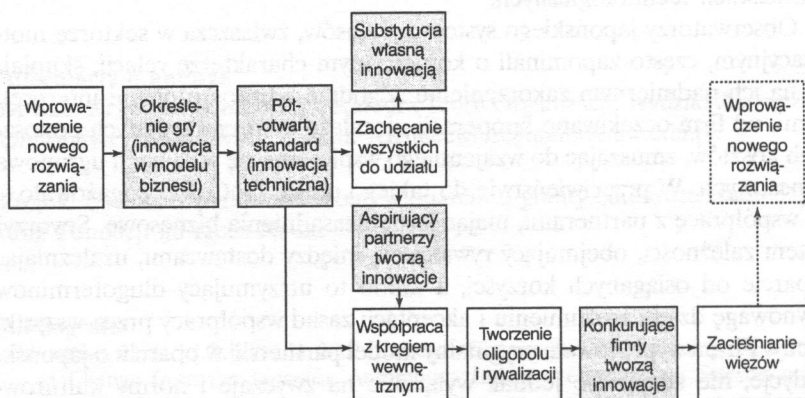 Substytucja
własną
innowacją
Wprowa-
dzenie
nowego
rozwią-
zania
Określe-
nie gry
(innowacja
w modelu
biznesu)
Pół-
otwarty
standard
(innowacja
techniczna)
Zachęcanie
wszystkich
do udziału
Wprowa-
dzenie
nowego
rozwią-
zania
Aspirujący
partnerzy
tworzą
innowacje
Współpraca
z kręgiem
wewnę-
trznym
Tworzenie
oligopolu
i rywalizacji
Konkurujące
firmy
tworzą
innowacje
Zacieśnianie
więzów